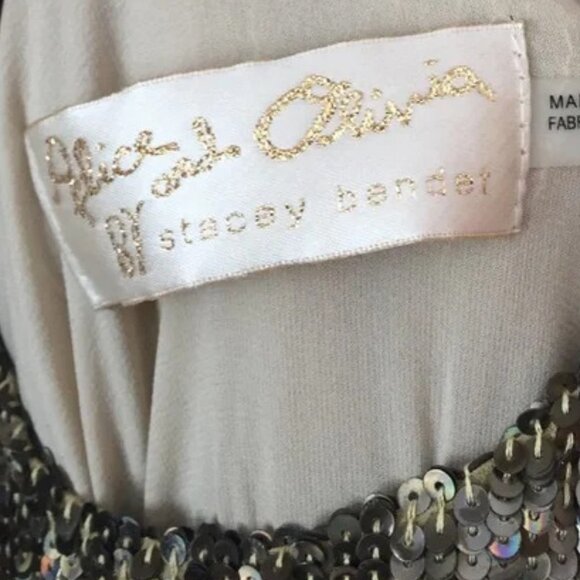 Alice and Olivia
BY stacey bendet